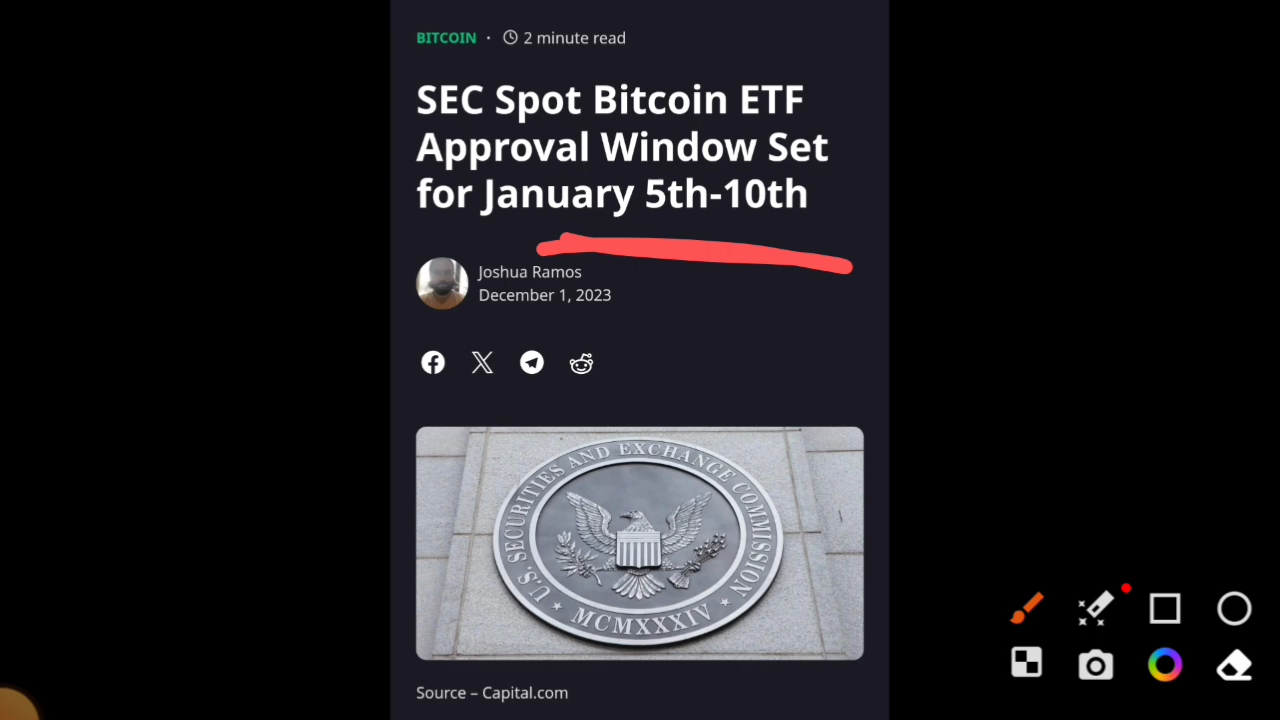 BITCOIN · 2 minute read
SEC Spot Bitcoin ETF
Approval Window Set
for January 5th-10th
Joshua Ramos
December 1, 2023
U.S. SECURITIES AND EXCHANGE COMMISSION
MCMXXXIV
Source – Capital.com